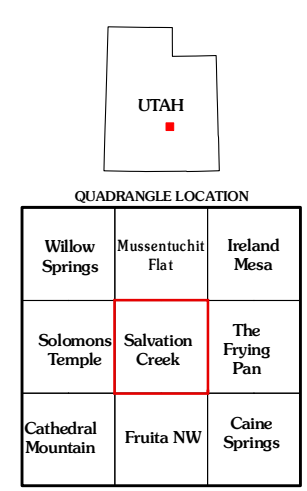 UTAH
QUADRANGLE LOCATION
Willow
Springs
Mussentuchit
Flat
Ireland
Mesa
Solomons
Temple
Salvation
Creek
The
Frying
Pan
Cathedral
Mountain
Fruita NW
Caine
Springs